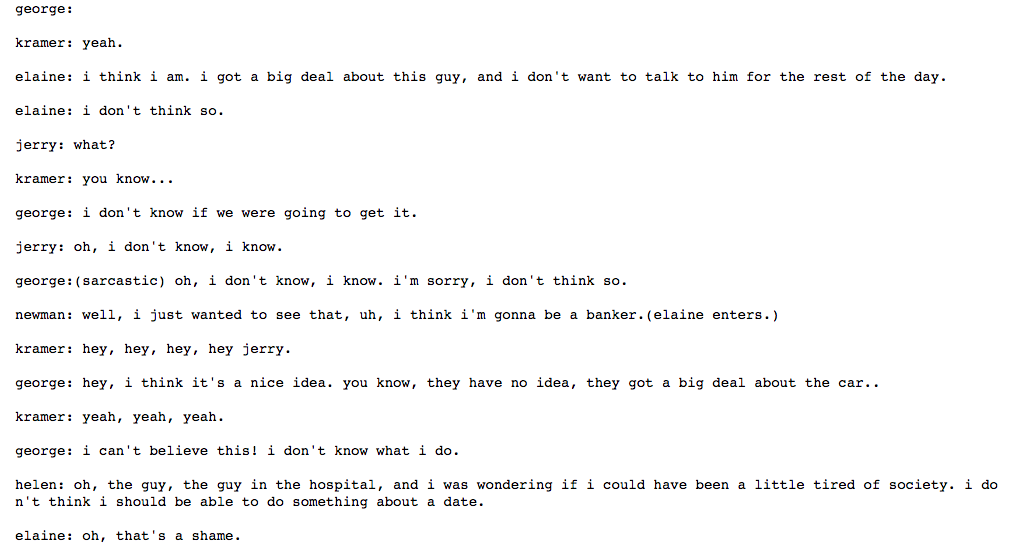 george:
kramer: yeah.
elaine: i think i am. i got a big deal about this guy, and i don't want to talk to him for the rest of the day.
elaine: i don't think so.
jerry: what?
kramer: you know...
george: i don't know if we were going to get it.
jerry: oh, i don't know, i know.
george:(sarcastic) oh, i don't know, i know. i'm sorry, i don't think so.
newman: well, i just wanted to see that, uh, i think i'm gonna be a banker.(elaine enters.)
kramer: hey, hey, hey, hey jerry.
george: hey, i think it's a nice idea. you know, they have no idea, they got a big deal about the car..
kramer: yeah, yeah, yeah.
george: i can't believe this! i don't know what i do.
helen: oh, the guy, the guy in the hospital, and i was wondering if i could have been a little tired of society. i do
n't think i should be able to do something about a date.
elaine: oh, that's a shame.